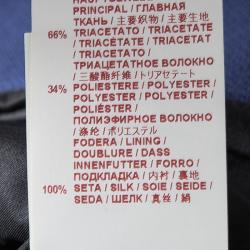 PRINCIPAL / ГЛАВНАЯ
ТКАНЬ / 主要织物 / 主要生地
66% TRIACETATO / TRIACETATE
/ TRIACÉTATE / TRIACETAT /
TRIACETATO /
ТРИАЦЕТАТНОЕ ВОЛОКНО
/ 三酸酯纤维 / トリアセテート
34% POLIESTERE / POLYESTER /
POLYESTER / POLYESTER /
POLIÉSTER /
ПОЛИЭФИРНОЕ ВОЛОКНО
/ 涤纶 / ポリエステル
FODERA / LINING /
DOUBLURE / DASS
INNENFUTTER / FORRO /
ПОДКЛАДКА / 内衬 / 裏地
100% SETA / SILK / SOIE / SEIDE /
SEDA / ШЕЛК / 真丝 / 絹